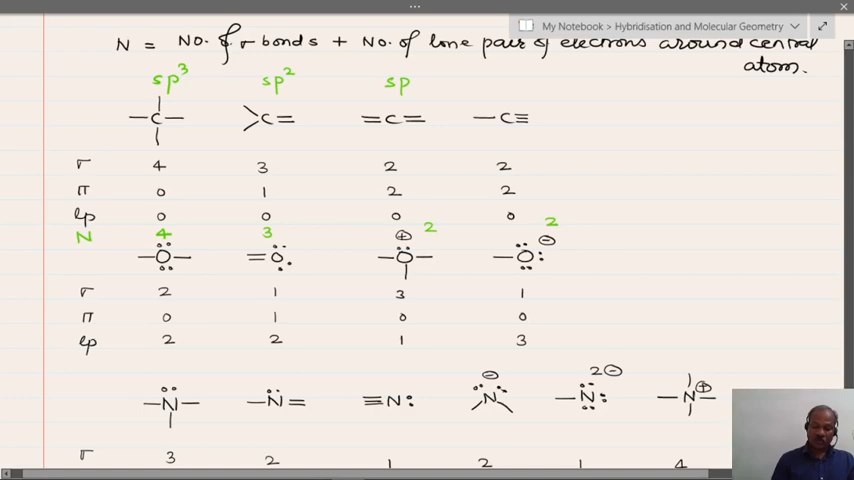 My Notebook > Hybridisation and Molecular Geometry
N = No. of σ bonds + No. of lone pair of electrons around central
atom.
sp³ sp² sp
—C— >C= =C= —C≡
σ 4 3 2 2
π 0 1 2 2
lp 0 0 0 0
N 4 3 2 2
—Ö— =O: —O— ⊕ —O: ⊖
σ 2 1 3 1
π 0 1 0 0
lp 2 2 1 3
—N— —N= ≡N: N ⊖ —N: 2⊖ —N— ⊕
σ 3 2 1 2 1 4